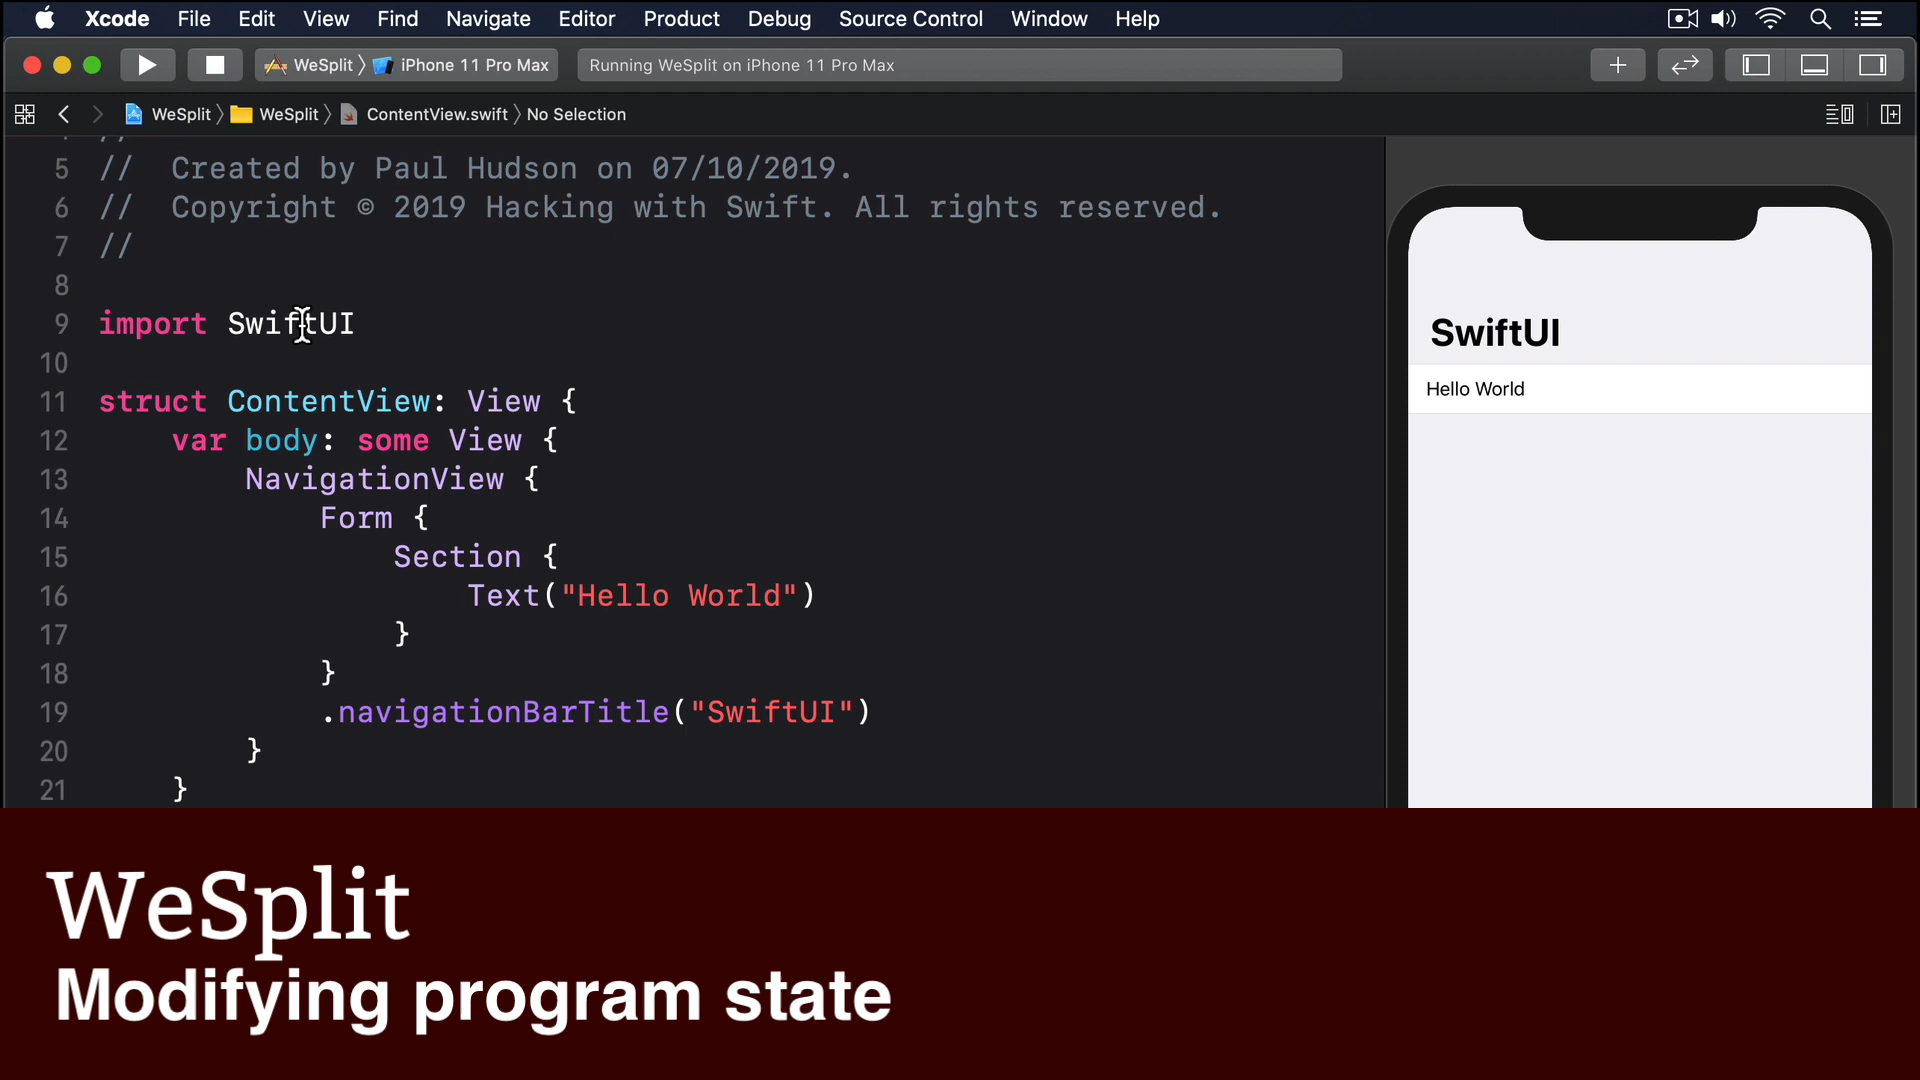 Xcode File Edit View Find Navigate Editor Product Debug Source Control Window Help
WeSplit iPhone 11 Pro Max Running WeSplit on iPhone 11 Pro Max
WeSplit WeSplit ContentView.swift No Selection
5 // Created by Paul Hudson on 07/10/2019.
6 // Copyright © 2019 Hacking with Swift. All rights reserved.
7 //
8
9 import SwiftUI
10
11 struct ContentView: View {
12 var body: some View {
13 NavigationView {
14 Form {
15 Section {
16 Text("Hello World")
17 }
18 }
19 .navigationBarTitle("SwiftUI")
20 }
21 }
SwiftUI
Hello World
WeSplit
Modifying program state